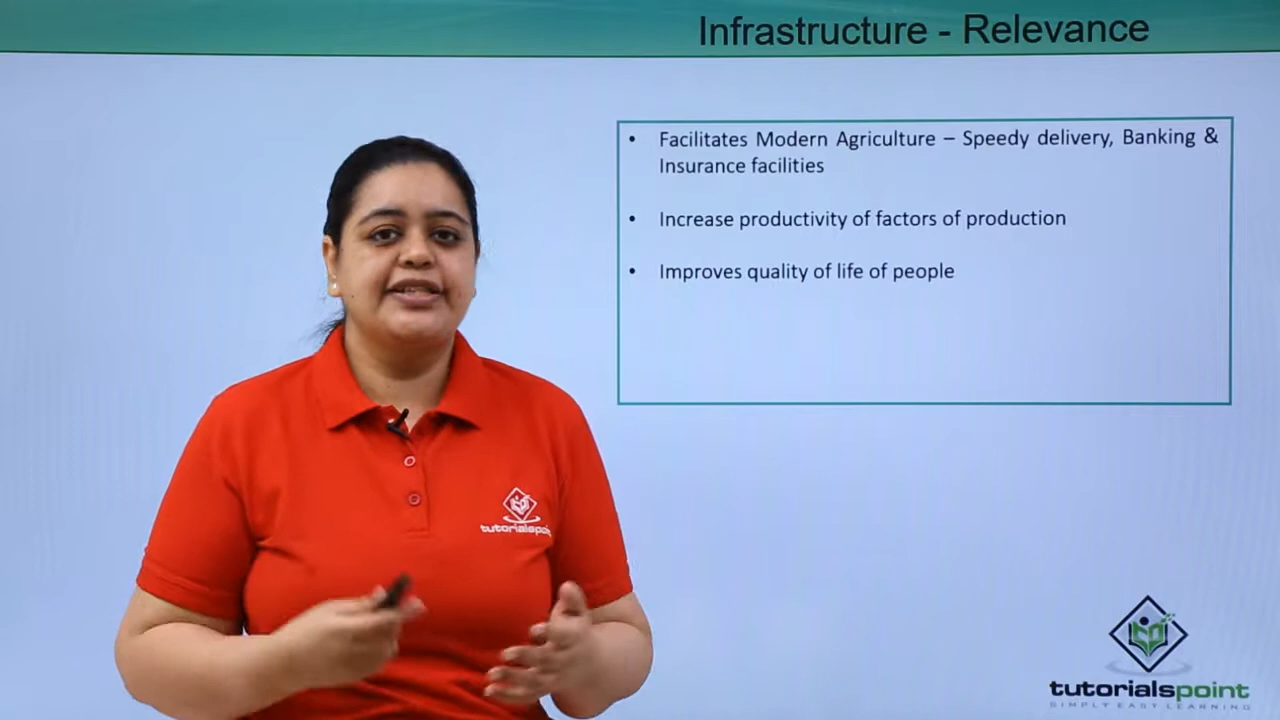 Infrastructure - Relevance
• Facilitates Modern Agriculture – Speedy delivery, Banking &
Insurance facilities
• Increase productivity of factors of production
• Improves quality of life of people
tutorialspoint
tutorialspoint
SIMPLY EASY LEARNING